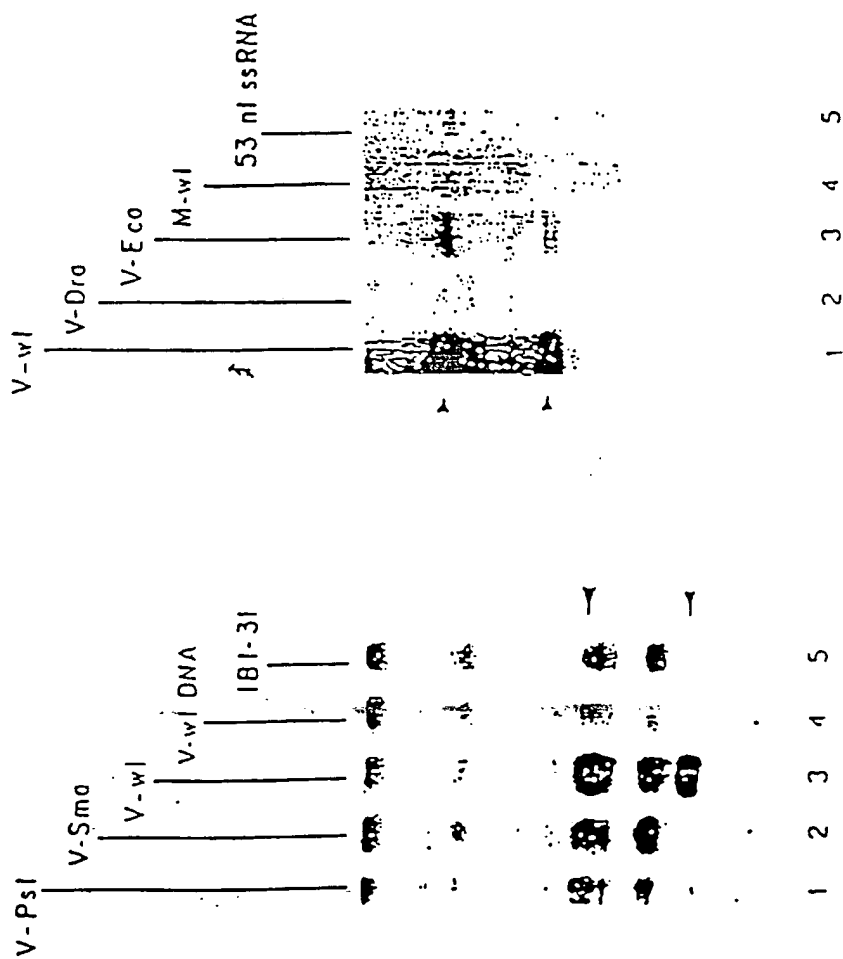 V-wt
V-Dra
V-Eco
M-wt
53 nt ssRNA
1 2 3 4 5
V-Pst
V-Sma
V-wt
V-wt DNA
IBI-31
1 2 3 4 5